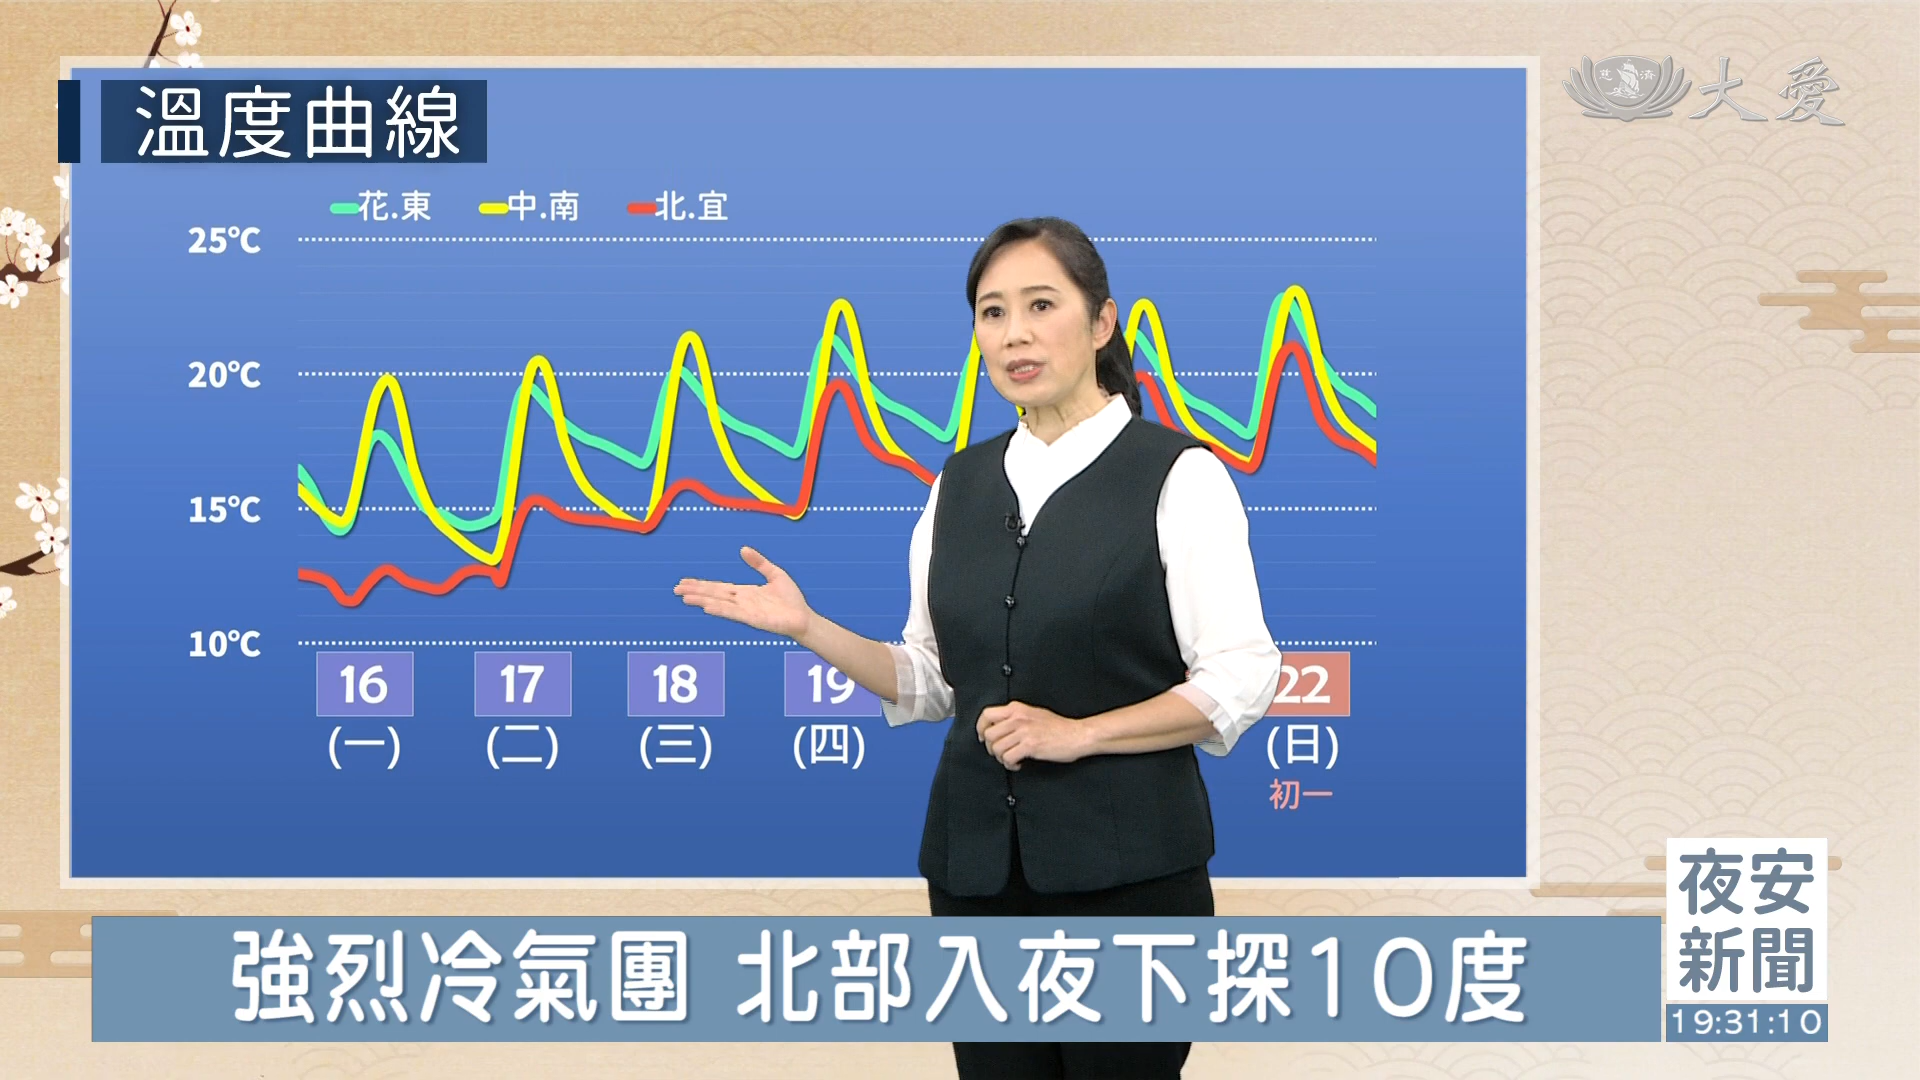 溫度曲線
慈濟
大愛
花.東 中.南 北.宜
25°C
20°C
15°C
10°C
16 17 18 19 22
(一) (二) (三) (四) (日)
初一
強烈冷氣團 北部入夜下探10度
夜安
新聞
19:31:10